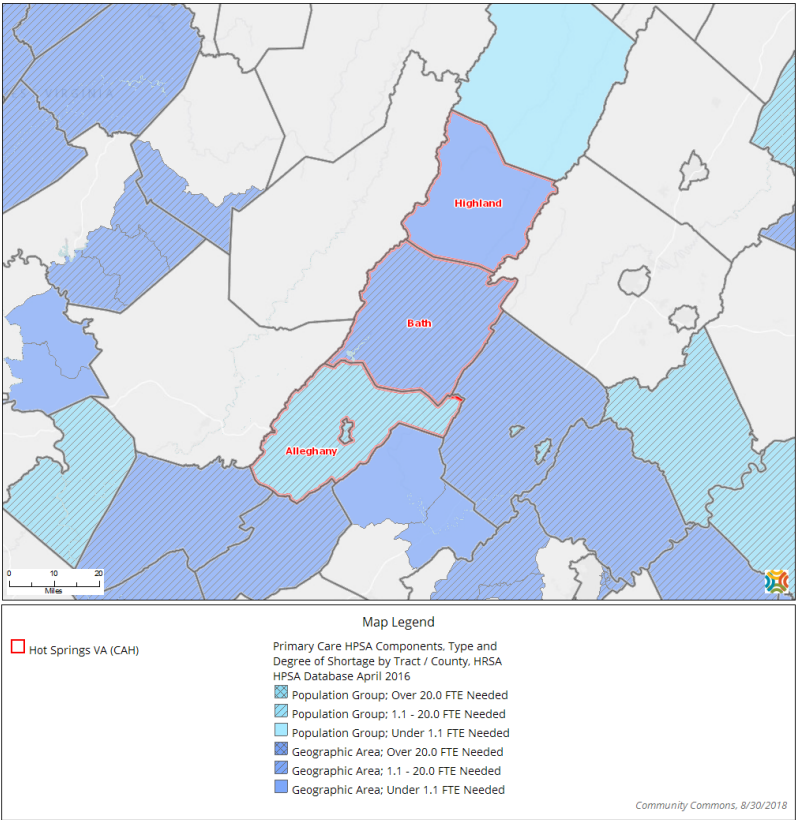 VIRGINIA
Highland
Bath
Alleghany
0 10 20
Miles
Map Legend
Hot Springs VA (CAH)
Primary Care HPSA Components, Type and
Degree of Shortage by Tract / County, HRSA
HPSA Database April 2016
Population Group; Over 20.0 FTE Needed
Population Group; 1.1 - 20.0 FTE Needed
Population Group; Under 1.1 FTE Needed
Geographic Area; Over 20.0 FTE Needed
Geographic Area; 1.1 - 20.0 FTE Needed
Geographic Area; Under 1.1 FTE Needed
Community Commons, 8/30/2018